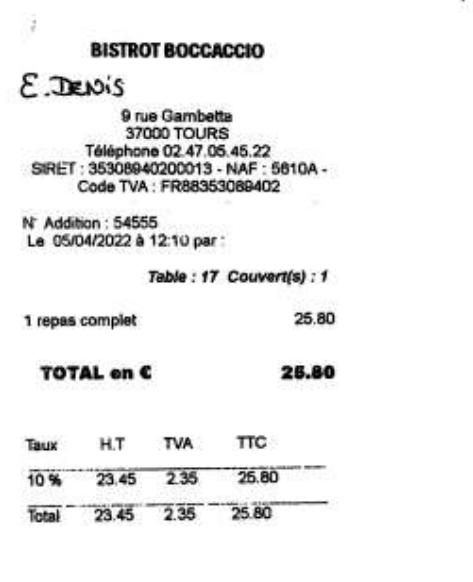 BISTROT BOCCACCIO
E. DENiS
9 rue Gambetta
37000 TOURS
Téléphone 02.47.05.45.22
SIRET : 35308940200013 - NAF : 5610A -
Code TVA : FR88353089402
N° Addition : 54555
Le 05/04/2022 à 12:10 par :
Table : 17 Couvert(s) : 1
1 repas complet 25.80
TOTAL en € 25.80
Taux H.T TVA TTC
10 % 23.45 2.35 25.80
Total 23.45 2.35 25.80